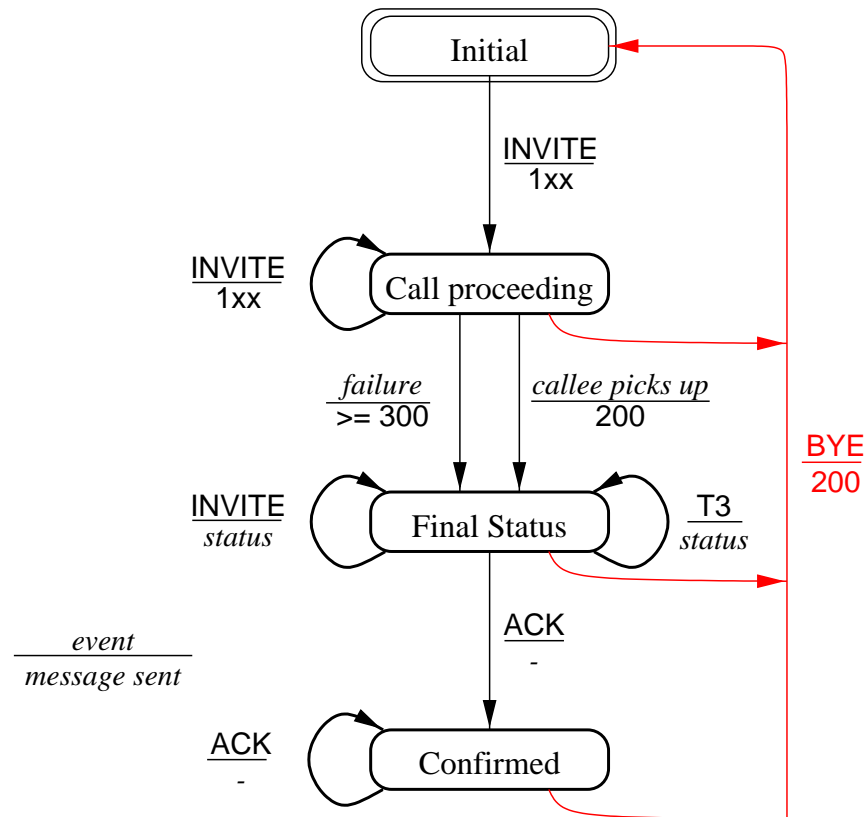 Initial
INVITE
1xx
INVITE
1xx
Call proceeding
failure
>= 300
callee picks up
200
BYE
200
INVITE
status
Final Status
T3
status
ACK
-
event
message sent
ACK
-
Confirmed